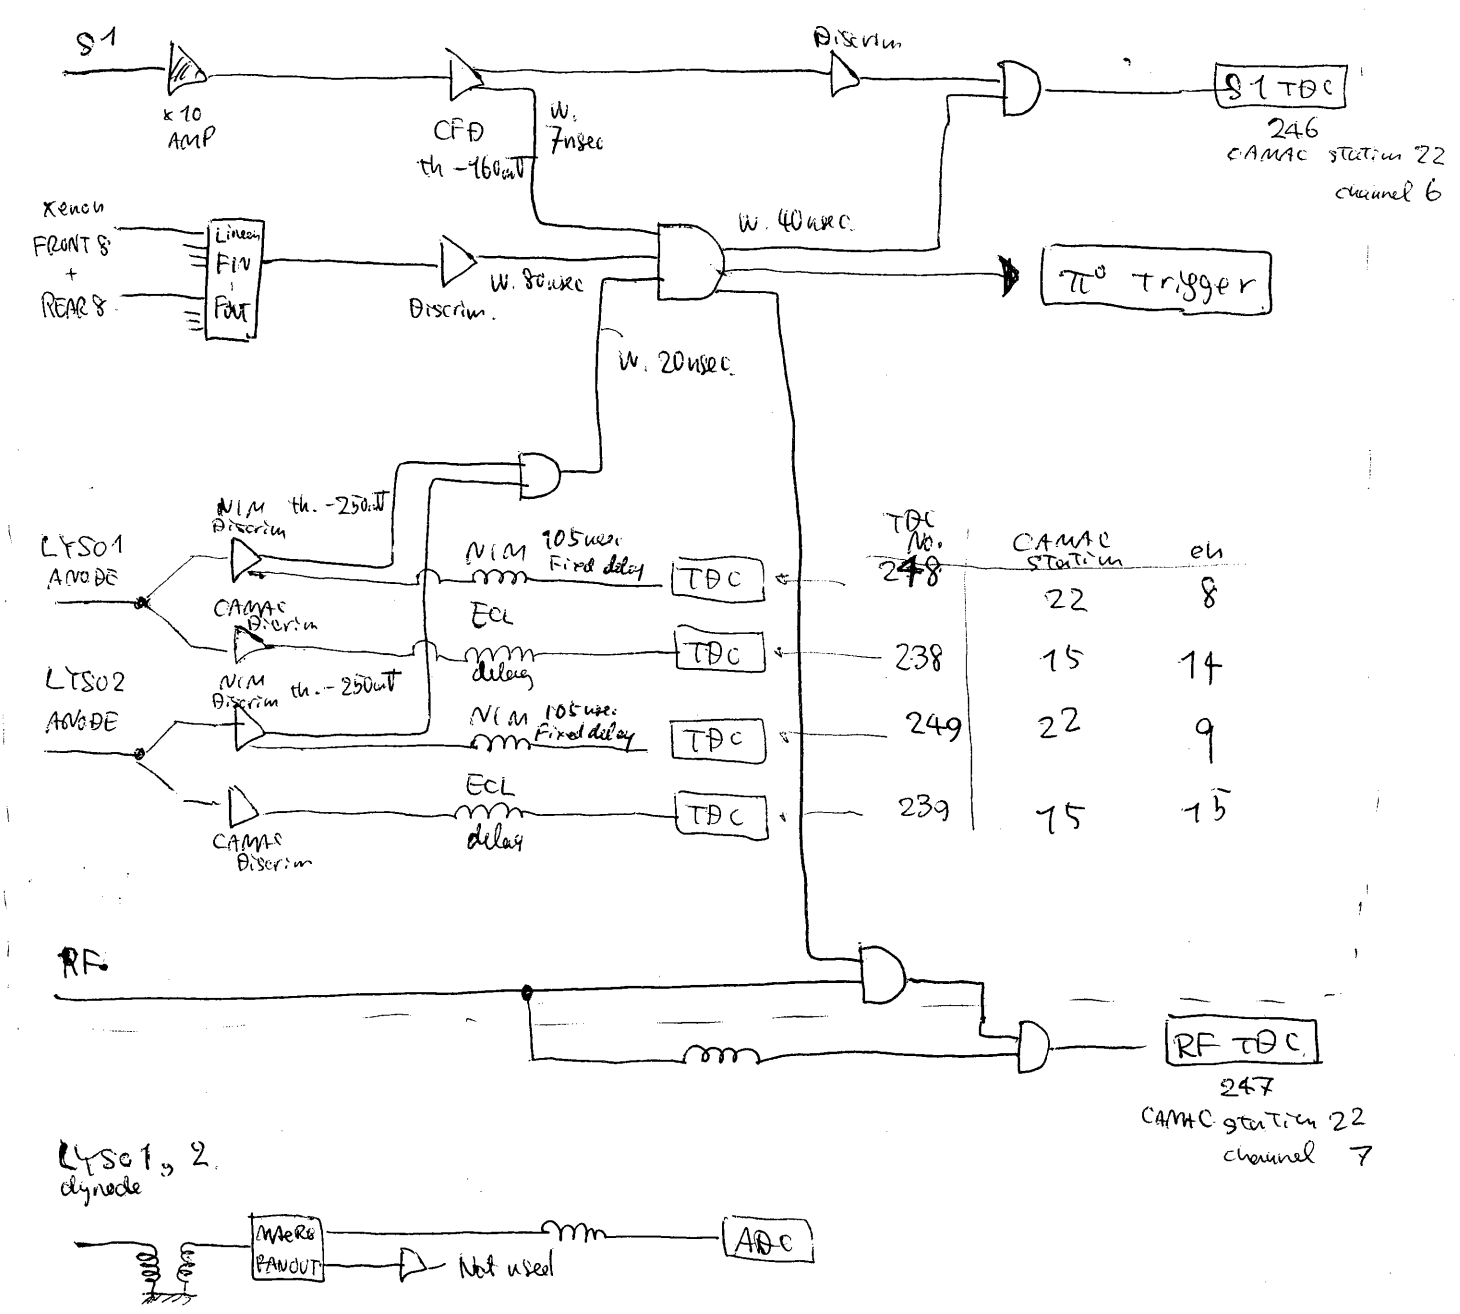 S1
×10
AMP
CFD
th -160mV
W.
7nsec
Discrim
S1 TDC
246
CAMAC station 22
channel 6
Xenon
FRONT 8
+
REAR 8
Linear
FIN
-
FOUT
Discrim.
W. 80nsec
W. 40nsec.
π⁰ Trigger
W. 20nsec.
LYSO1
ANODE
NIM th. -250mV
Discrim
NIM 105nsec
Fixed delay
TDC
CAMAC
Discrim
ECL
delay
TDC
LYSO2
ANODE
NIM th. -250mV
Discrim
NIM 105nsec
Fixed delay
TDC
CAMAC
Discrim
ECL
delay
TDC
TDC
No. CAMAC station ch
248 22 8
238 15 14
249 22 9
239 15 15
RF
RF TDC
247
CAMAC station 22
channel 7
LYSO1, 2.
dynode
FANOUT
Not used
ADC